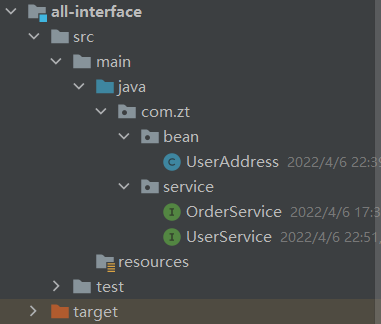 all-interface
src
main
java
com.zt
bean
C UserAddress 2022/4/6 22:39
service
I OrderService 2022/4/6 17:3
I UserService 2022/4/6 22:51,
resources
test
target